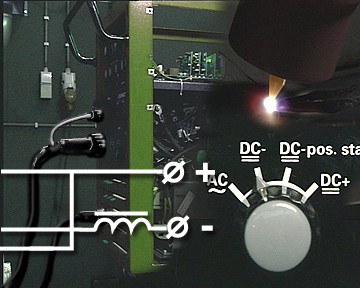 DC- DC-pos. sta
+ AC DC+
-